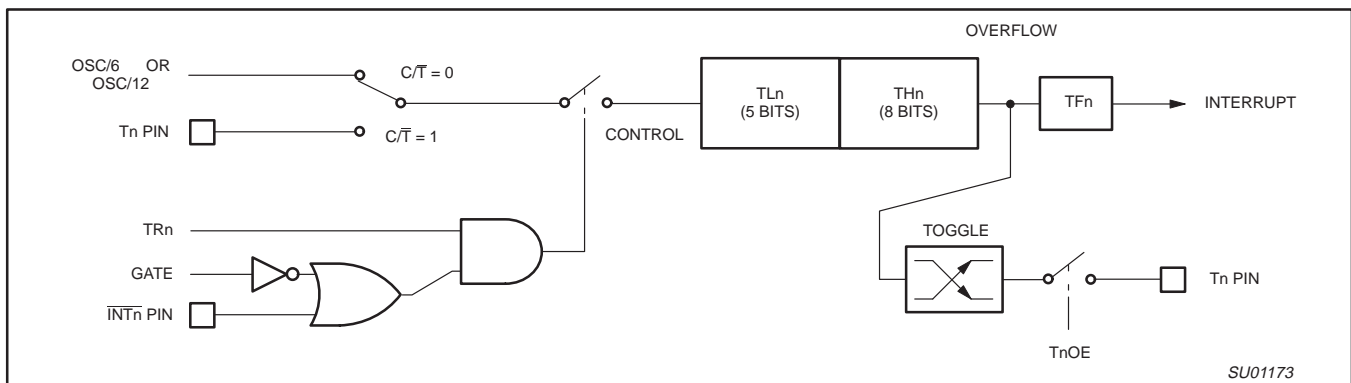 OVERFLOW
OSC/6 OR
OSC/12
C/T̅ = 0
TLn
(5 BITS)
THn
(8 BITS)
TFn
INTERRUPT
Tn PIN
C/T̅ = 1
CONTROL
TRn
TOGGLE
GATE
Tn PIN
I̅N̅T̅n̅ PIN
TnOE
SU01173